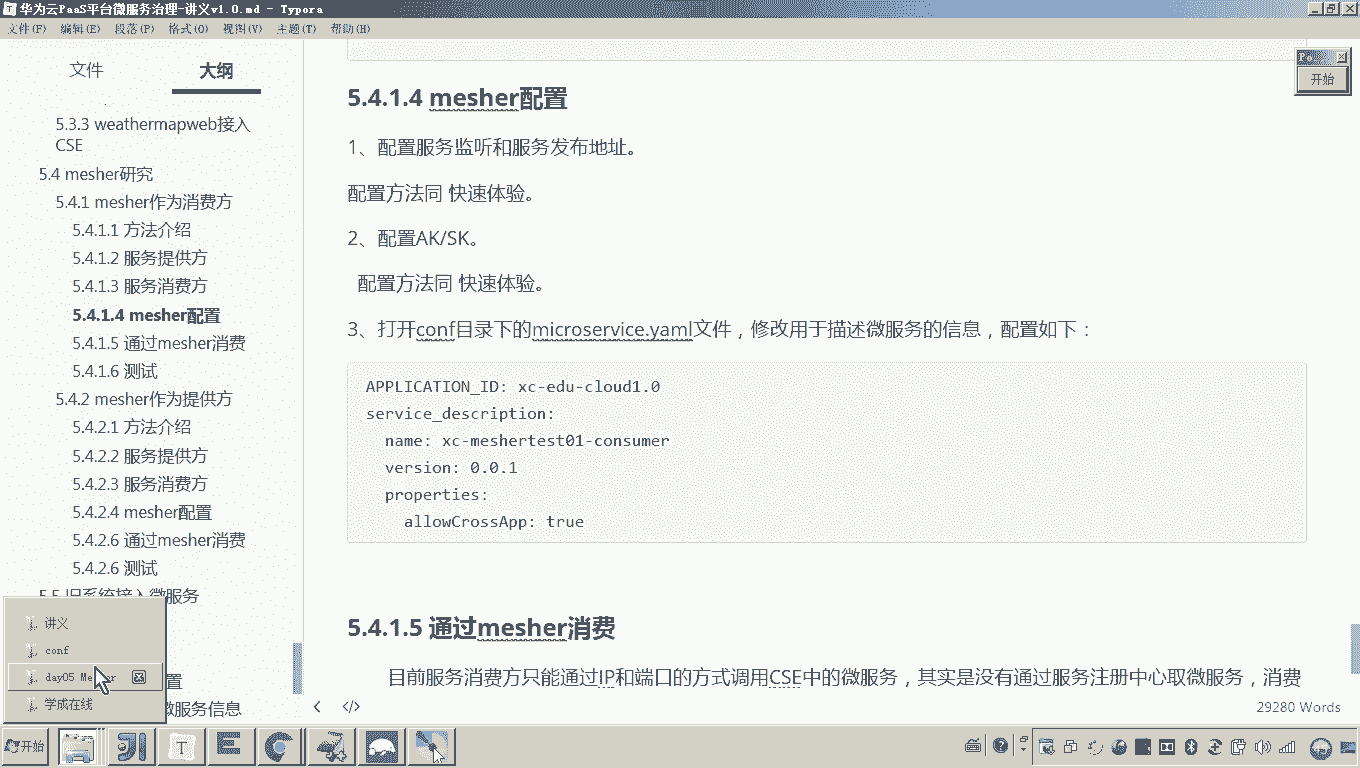 华为云PaaS平台微服务治理-讲义v1.0.md - Typora
文件(F) 编辑(E) 段落(P) 格式(O) 视图(V) 主题(T) 帮助(H)
文件 大纲
5.3.3 weathermapweb接入
CSE
5.4 mesher研究
5.4.1 mesher作为消费方
5.4.1.1 方法介绍
5.4.1.2 服务提供方
5.4.1.3 服务消费方
5.4.1.4 mesher配置
5.4.1.5 通过mesher消费
5.4.1.6 测试
5.4.2 mesher作为提供方
5.4.2.1 方法介绍
5.4.2.2 服务提供方
5.4.2.3 服务消费方
5.4.2.4 mesher配置
5.4.2.6 通过mesher消费
5.4.2.6 测试
5.5 旧系统接入微服务
置
微服务信息
讲义
conf
day05 Me
学成在线
5.4.1.4 mesher配置
1、配置服务监听和服务发布地址。
配置方法同 快速体验。
2、配置AK/SK。
配置方法同 快速体验。
3、打开conf目录下的microservice.yaml文件，修改用于描述微服务的信息，配置如下：
APPLICATION_ID: xc-edu-cloud1.0
service_description:
name: xc-meshertest01-consumer
version: 0.0.1
properties:
allowCrossApp: true
5.4.1.5 通过mesher消费
目前服务消费方只能通过IP和端口的方式调用CSE中的微服务，其实是没有通过服务注册中心取微服务，消费
29280 Words
Po
开始
开始